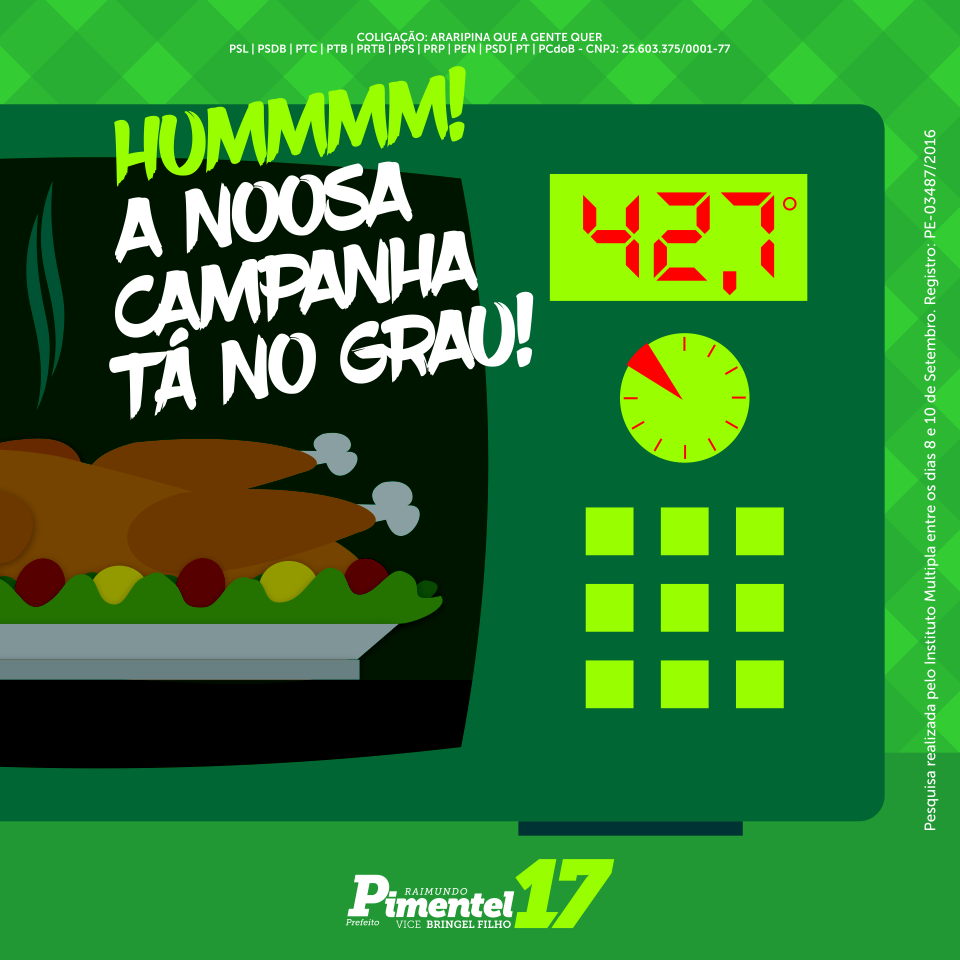 COLIGAÇÃO: ARARIPINA QUE A GENTE QUER
PSL | PSDB | PTC | PTB | PRTB | PPS | PRP | PEN | PSD | PT | PCdoB - CNPJ: 25.603.375/0001-77
HUMMMM!
A NOOSA
CAMPANHA
TÁ NO GRAU!
42,7°
Pesquisa realizada pelo Instituto Multipla entre os dias 8 e 10 de Setembro. Registro: PE-03487/2016
RAIMUNDO
Pimentel 17
Prefeito VICE BRINGEL FILHO